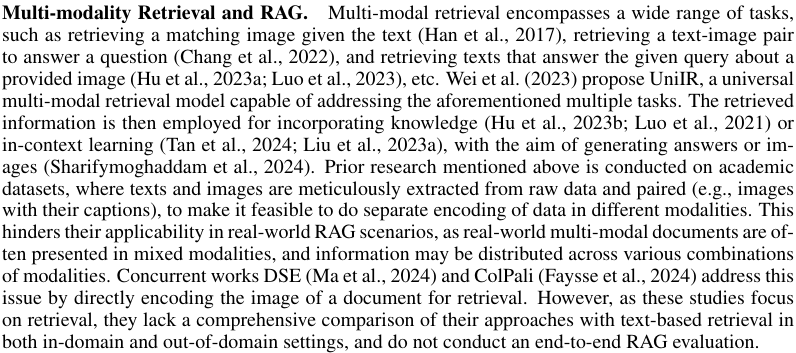 Multi-modality Retrieval and RAG. Multi-modal retrieval encompasses a wide range of tasks,
such as retrieving a matching image given the text (Han et al., 2017), retrieving a text-image pair
to answer a question (Chang et al., 2022), and retrieving texts that answer the given query about a
provided image (Hu et al., 2023a; Luo et al., 2023), etc. Wei et al. (2023) propose UniIR, a universal
multi-modal retrieval model capable of addressing the aforementioned multiple tasks. The retrieved
information is then employed for incorporating knowledge (Hu et al., 2023b; Luo et al., 2021) or
in-context learning (Tan et al., 2024; Liu et al., 2023a), with the aim of generating answers or im-
ages (Sharifymoghaddam et al., 2024). Prior research mentioned above is conducted on academic
datasets, where texts and images are meticulously extracted from raw data and paired (e.g., images
with their captions), to make it feasible to do separate encoding of data in different modalities. This
hinders their applicability in real-world RAG scenarios, as real-world multi-modal documents are of-
ten presented in mixed modalities, and information may be distributed across various combinations
of modalities. Concurrent works DSE (Ma et al., 2024) and ColPali (Faysse et al., 2024) address this
issue by directly encoding the image of a document for retrieval. However, as these studies focus
on retrieval, they lack a comprehensive comparison of their approaches with text-based retrieval in
both in-domain and out-of-domain settings, and do not conduct an end-to-end RAG evaluation.